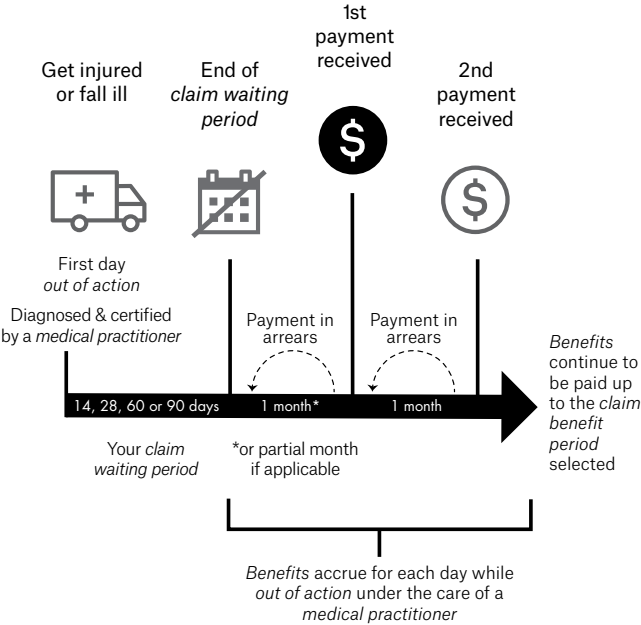 Get injured
or fall ill
End of
claim waiting
period
1st
payment
received
2nd
payment
received
$
$
First day
out of action
Diagnosed & certified
by a medical practitioner
Payment in
arrears
Payment in
arrears
14, 28, 60 or 90 days
1 month*
1 month
Benefits
continue to
be paid up
to the claim
benefit
period
selected
Your claim
waiting period
*or partial month
if applicable
Benefits accrue for each day while
out of action under the care of a
medical practitioner